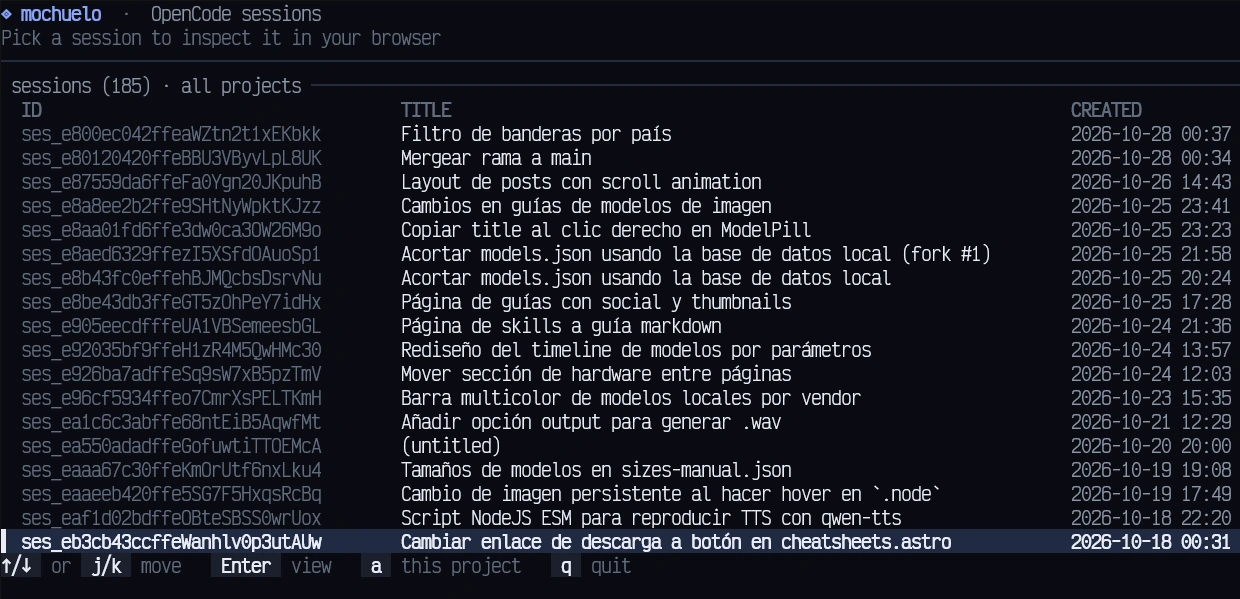 mochuelo · OpenCode sessions
Pick a session to inspect it in your browser
sessions (185) · all projects
ID TITLE CREATED
ses_e800ec042ffeaWZtn2t1xEKbkk Filtro de banderas por país 2026-10-28 00:37
ses_e80120420ffeBBU3VByvLpL8UK Mergear rama a main 2026-10-28 00:34
ses_e87559da6ffeFa0Ygn20JKpuhB Layout de posts con scroll animation 2026-10-26 14:43
ses_e8a8ee2b2ffe9SHtNyWpktKJzz Cambios en guías de modelos de imagen 2026-10-25 23:41
ses_e8aa01fd6ffe3dw0ca3OW26M9o Copiar title al clic derecho en ModelPill 2026-10-25 23:23
ses_e8aed6329ffezI5XSfdOAuoSp1 Acortar models.json usando la base de datos local (fork #1) 2026-10-25 21:58
ses_e8b43fc0effehBJMQcbsDsrvNu Acortar models.json usando la base de datos local 2026-10-25 20:24
ses_e8be43db3ffeGT5zOhPeY7idHx Página de guías con social y thumbnails 2026-10-25 17:28
ses_e905eecdfffeUA1VBSemeesbGL Página de skills a guía markdown 2026-10-24 21:36
ses_e92035bf9ffeH1zR4M5QwHMc30 Rediseño del timeline de modelos por parámetros 2026-10-24 13:57
ses_e926ba7adffeSq9sW7xB5pzTmV Mover sección de hardware entre páginas 2026-10-24 12:03
ses_e96cf5934ffeo7CmrXsPELTKmH Barra multicolor de modelos locales por vendor 2026-10-23 15:35
ses_ea1c6c3abffe68ntEiB5AqwfMt Añadir opción output para generar .wav 2026-10-21 12:29
ses_ea550adadffeGofuwtiTTOEMcA (untitled) 2026-10-20 20:00
ses_eaaa67c30ffeKmOrUtf6nxLku4 Tamaños de modelos en sizes-manual.json 2026-10-19 19:08
ses_eaaeeb420ffe5SG7F5HxqsRcBq Cambio de imagen persistente al hacer hover en `.node` 2026-10-19 17:49
ses_eaf1d02bdffeOBteSBSS0wrUox Script NodeJS ESM para reproducir TTS con qwen-tts 2026-10-18 22:20
ses_eb3cb43ccffeWanhlv0p3utAUw Cambiar enlace de descarga a botón en cheatsheets.astro 2026-10-18 00:31
↑/↓ or j/k move Enter view a this project q quit